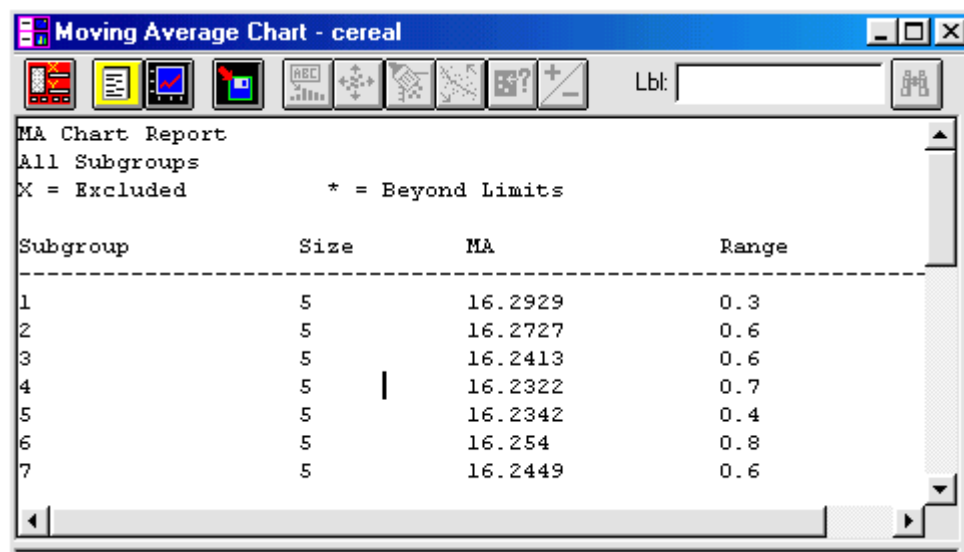 Moving Average Chart - cereal
ABC
Lbl:
MA Chart Report
All Subgroups
X = Excluded * = Beyond Limits
Subgroup Size MA Range
1 5 16.2929 0.3
2 5 16.2727 0.6
3 5 16.2413 0.6
4 5 16.2322 0.7
5 5 16.2342 0.4
6 5 16.254 0.8
7 5 16.2449 0.6